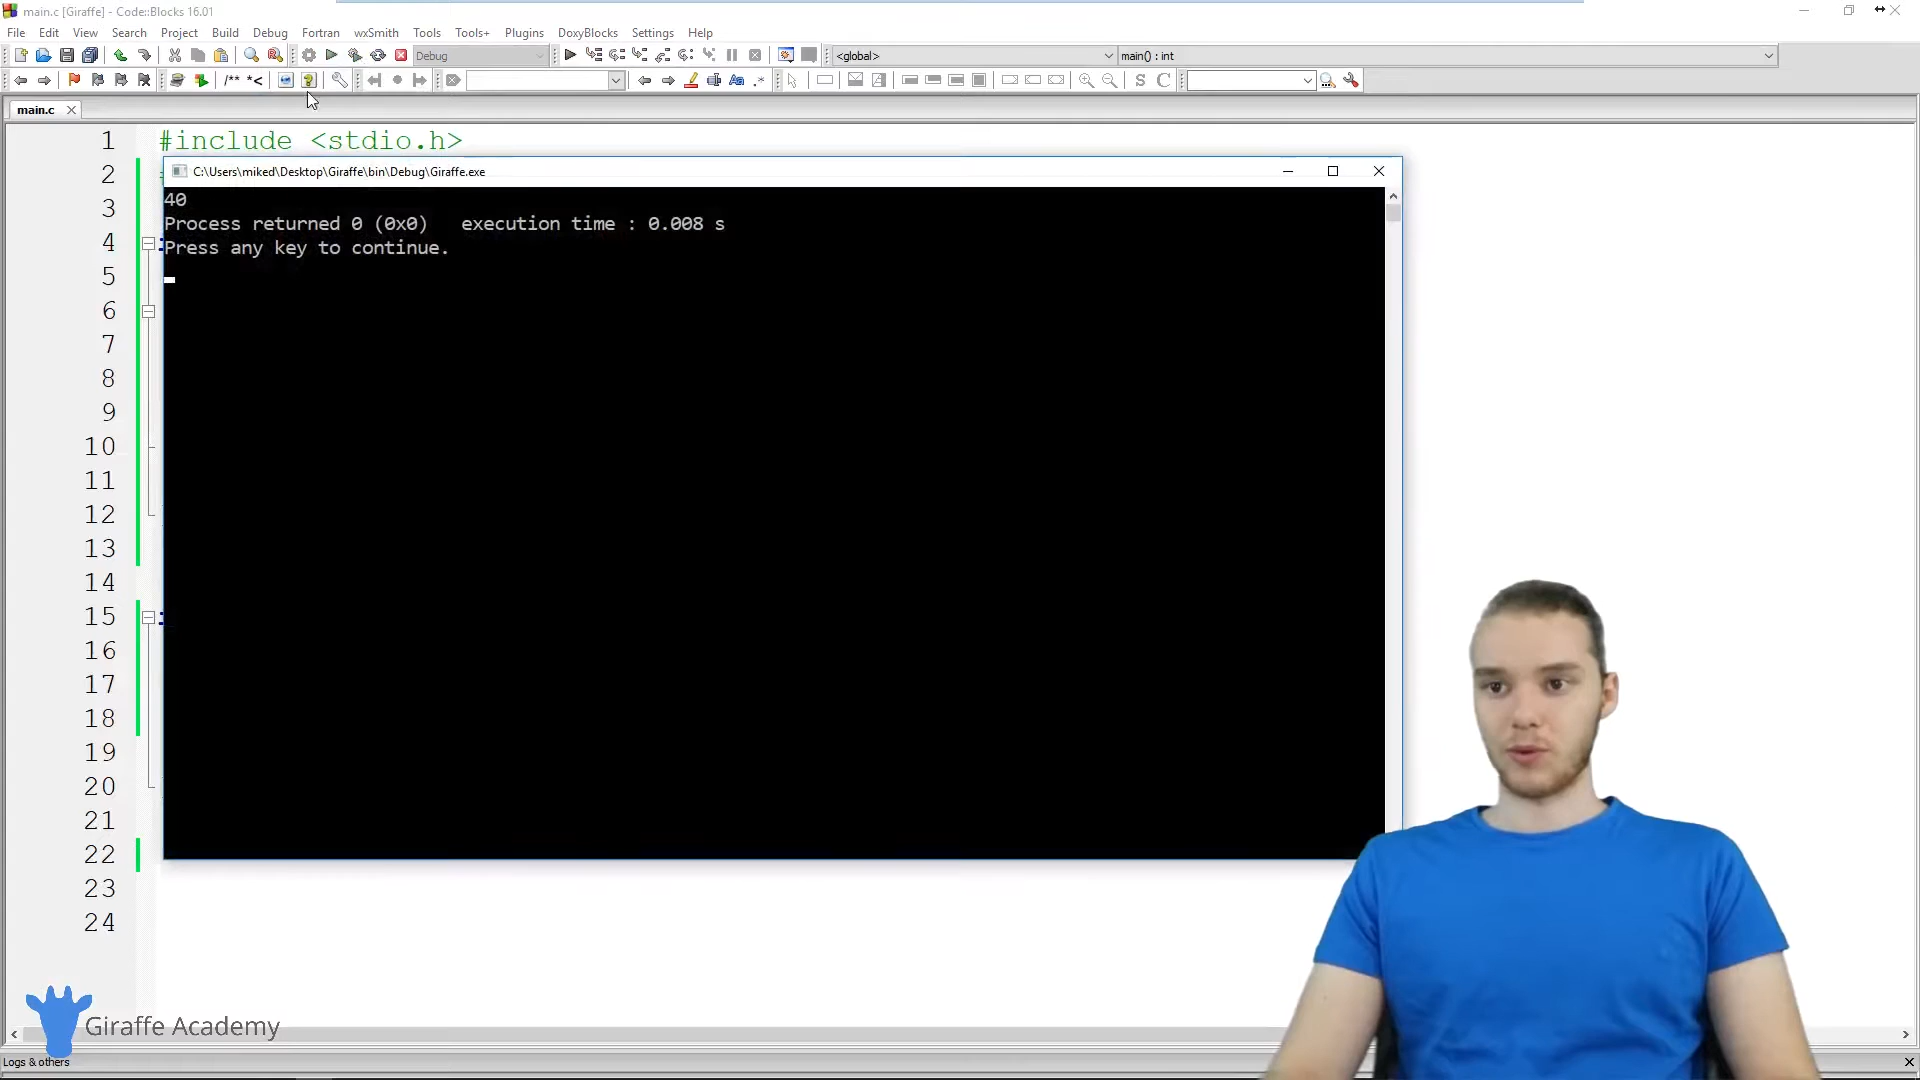 main.c [Giraffe] - Code::Blocks 16.01
File Edit View Search Project Build Debug Fortran wxSmith Tools Tools+ Plugins DoxyBlocks Settings Help
Debug <global> main() : int
/** *< Aa .* S C
main.c
1 #include <stdio.h>
2
C:\Users\miked\Desktop\Giraffe\bin\Debug\Giraffe.exe
3 40
Process returned 0 (0x0) execution time : 0.008 s
4 Press any key to continue.
5
6
7
8
9
10
11
12
13
14
15
16
17
18
19
20
21
22
23
24
Giraffe Academy
Logs & others